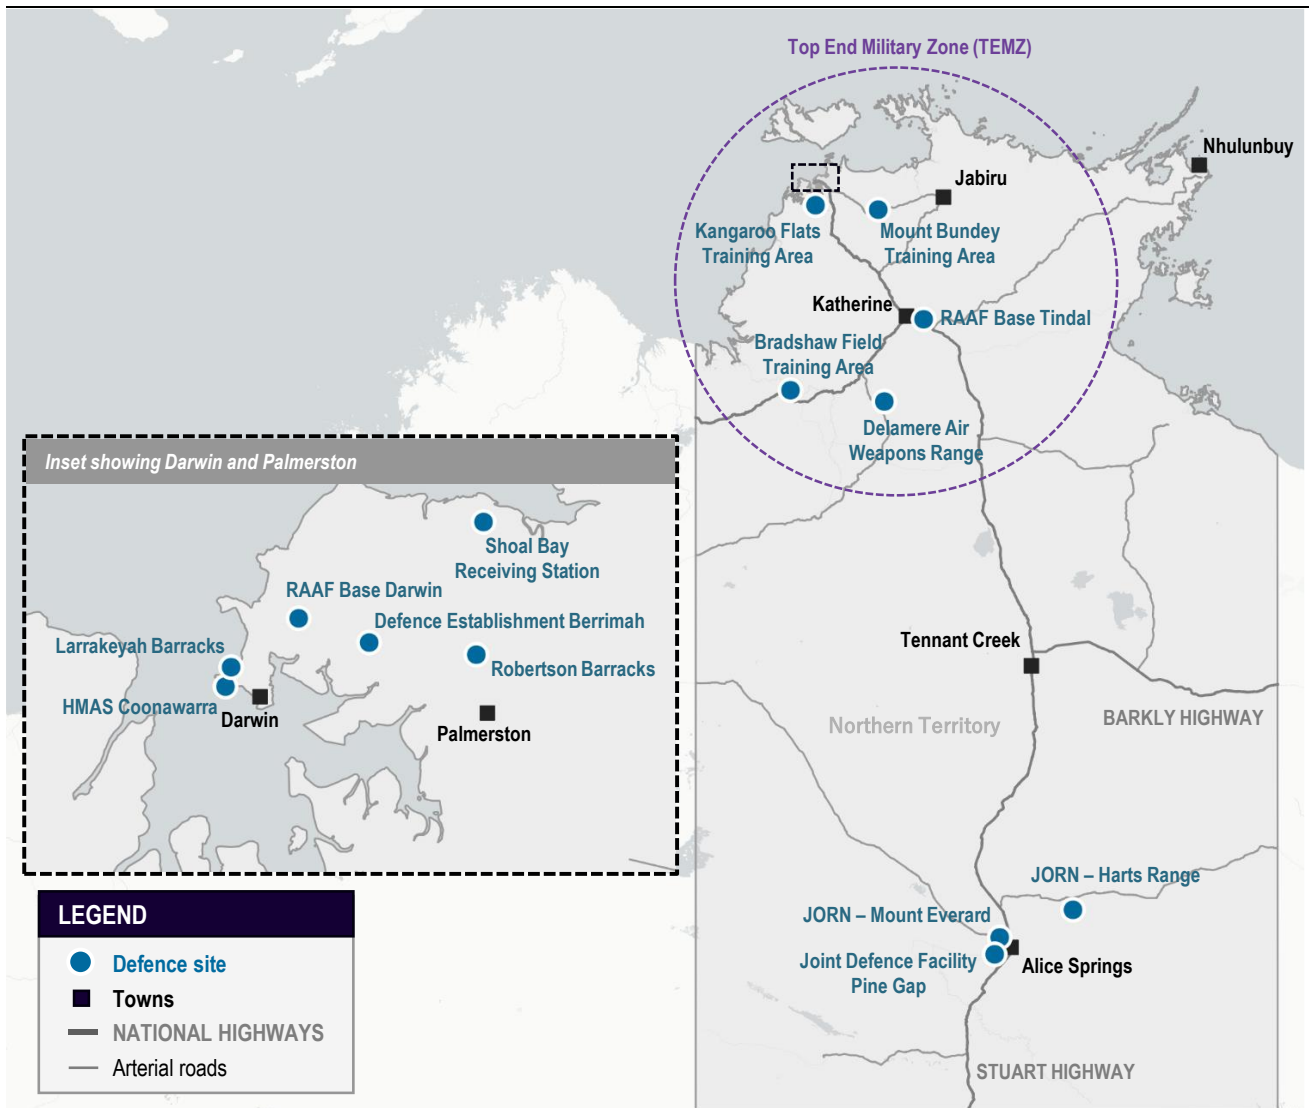 Top End Military Zone (TEMZ)
Nhulunbuy
Jabiru
Kangaroo Flats
Training Area
Mount Bundey
Training Area
Katherine
RAAF Base Tindal
Bradshaw Field
Training Area
Delamere Air
Weapons Range
Inset showing Darwin and Palmerston
Shoal Bay
Receiving Station
RAAF Base Darwin
Defence Establishment Berrimah
Larrakeyah Barracks
Robertson Barracks
HMAS Coonawarra
Darwin
Palmerston
Tennant Creek
Northern Territory
BARKLY HIGHWAY
JORN – Harts Range
JORN – Mount Everard
Joint Defence Facility
Pine Gap
Alice Springs
STUART HIGHWAY
LEGEND
Defence site
Towns
NATIONAL HIGHWAYS
Arterial roads